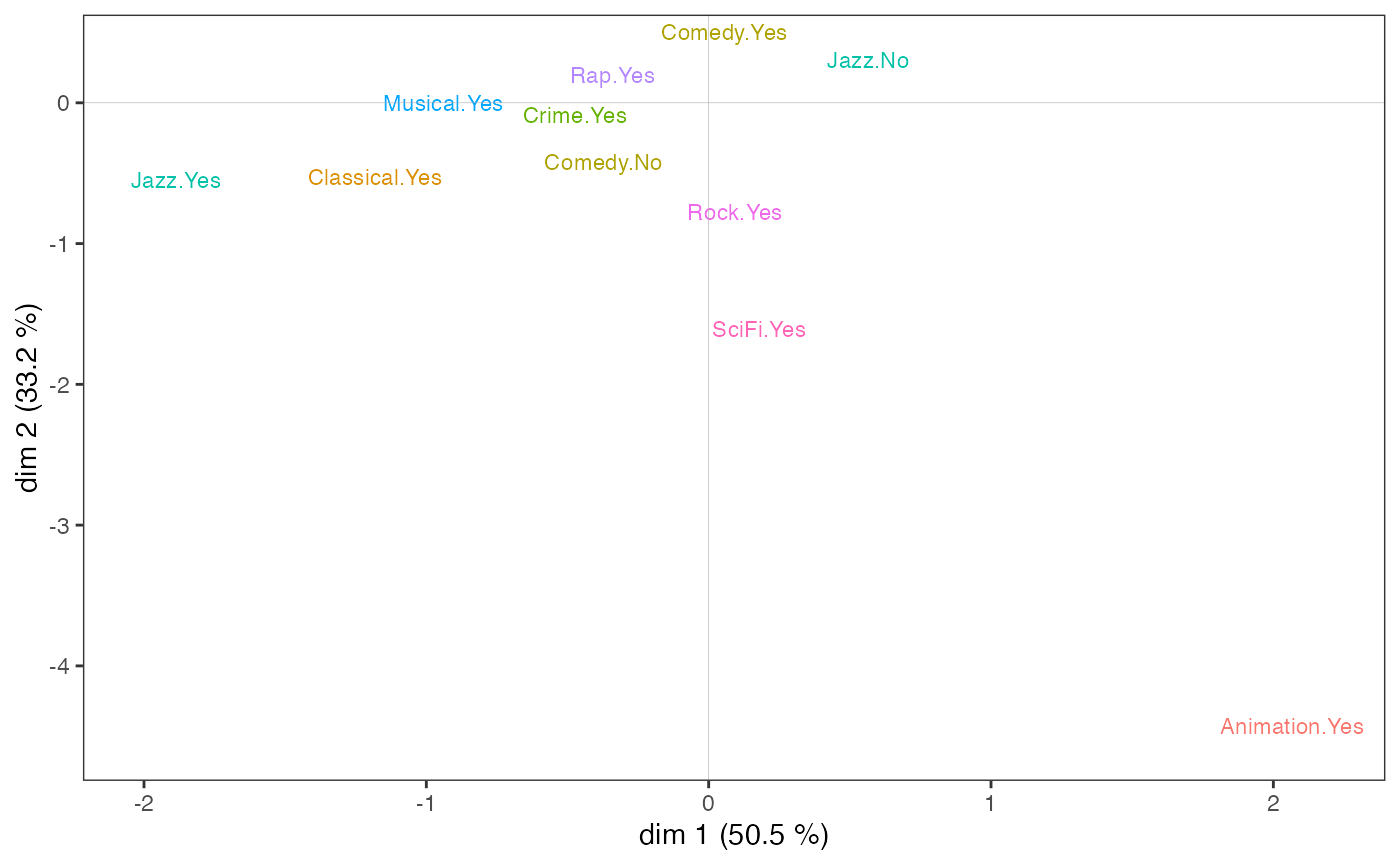 Comedy.Yes
Jazz.No
Rap.Yes
0
Musical.Yes
Crime.Yes
Comedy.No
Jazz.Yes
Classical.Yes
Rock.Yes
-1
SciFi.Yes
-2
dim 2 (33.2 %)
-3
-4
Animation.Yes
-2
-1
0
1
2
dim 1 (50.5 %)